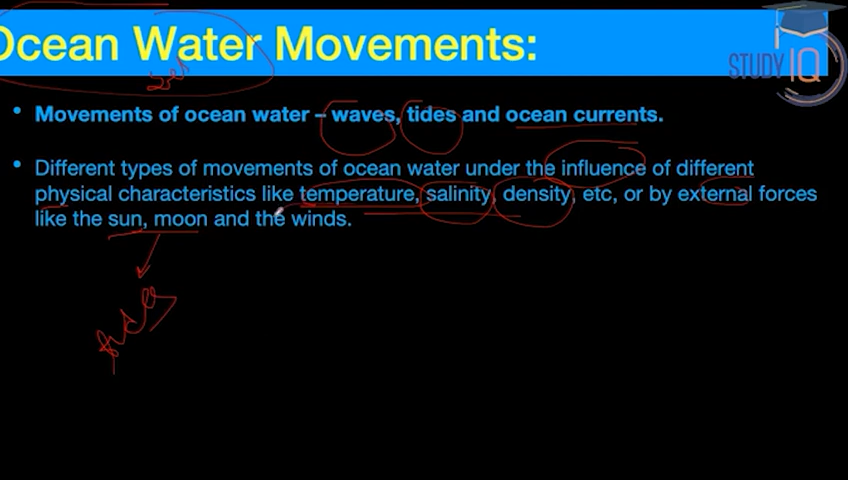 Ocean Water Movements:
STUDY IQ
• Movements of ocean water – waves, tides and ocean currents.
• Different types of movements of ocean water under the influence of different
physical characteristics like temperature, salinity, density, etc, or by external forces
like the sun, moon and the winds.